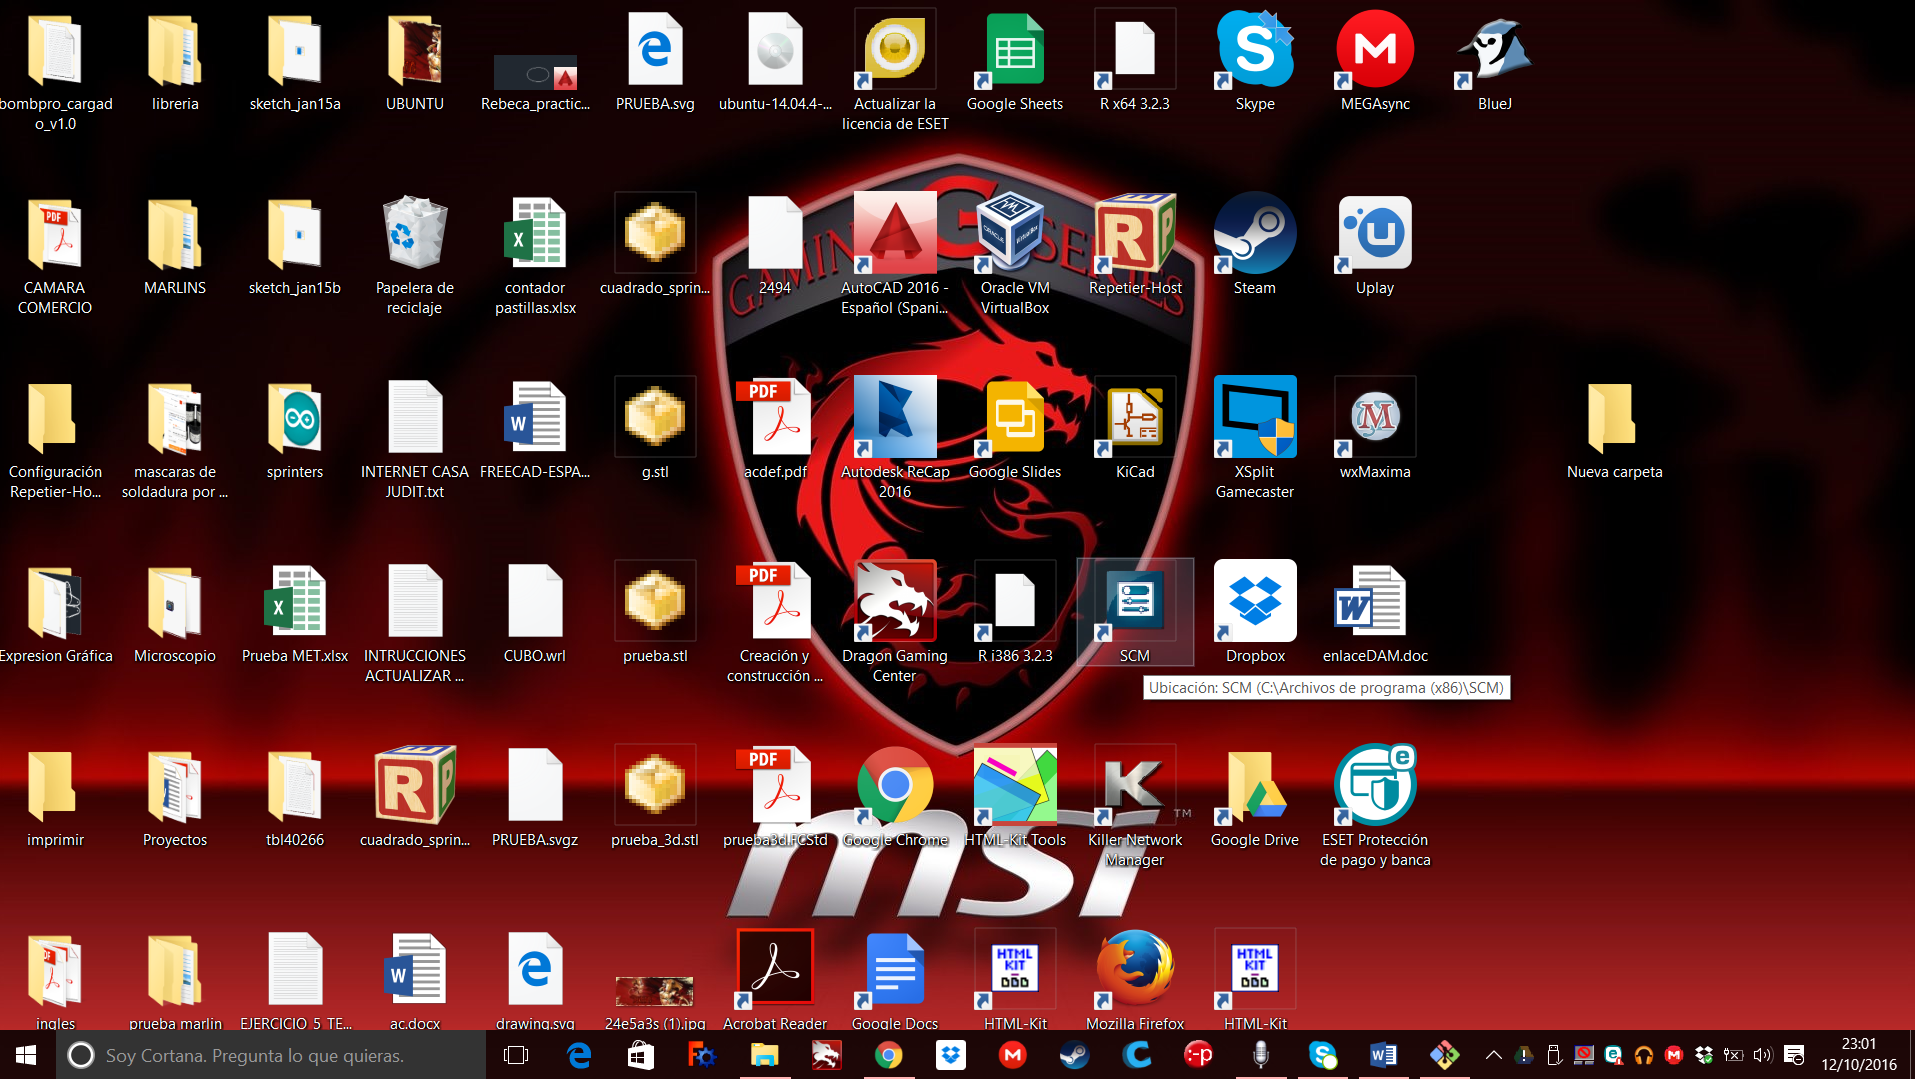 bombpro_cargad
o_v1.0
libreria
sketch_jan15a
UBUNTU
Rebeca_practic...
PRUEBA.svg
ubuntu-14.04.4-...
Actualizar la
licencia de ESET
Google Sheets
R x64 3.2.3
Skype
MEGAsync
BlueJ
GAMING G SERIES
CAMARA
COMERCIO
MARLINS
sketch_jan15b
Papelera de
reciclaje
contador
pastillas.xlsx
cuadrado_sprin...
2494
AutoCAD 2016 -
Español (Spani...
Oracle VM
VirtualBox
Repetier-Host
Steam
Uplay
Configuración
Repetier-Ho...
mascaras de
soldadura por ...
sprinters
INTERNET CASA
JUDIT.txt
FREECAD-ESPA...
g.stl
acdef.pdf
Autodesk ReCap
2016
Google Slides
KiCad
XSplit
Gamecaster
wxMaxima
Nueva carpeta
Expresion Gráfica
Microscopio
Prueba MET.xlsx
INTRUCCIONES
ACTUALIZAR ...
CUBO.wrl
prueba.stl
Creación y
construcción ...
Dragon Gaming
Center
R i386 3.2.3
SCM
Dropbox
enlaceDAM.doc
Ubicación: SCM (C:\Archivos de programa (x86)\SCM)
imprimir
Proyectos
tbl40266
cuadrado_sprin...
PRUEBA.svgz
prueba_3d.stl
prueba3d.FCStd
Google Chrome
HTML-Kit Tools
Killer Network
Manager
Google Drive
ESET Protección
de pago y banca
msi TM
ingles
prueba marlin
EJERCICIO_5_TE...
ac.docx
drawing.svg
24e5a3s (1).jpg
Acrobat Reader
Google Docs
HTML-Kit
Mozilla Firefox
HTML-Kit
Soy Cortana. Pregunta lo que quieras.
23:01
12/10/2016